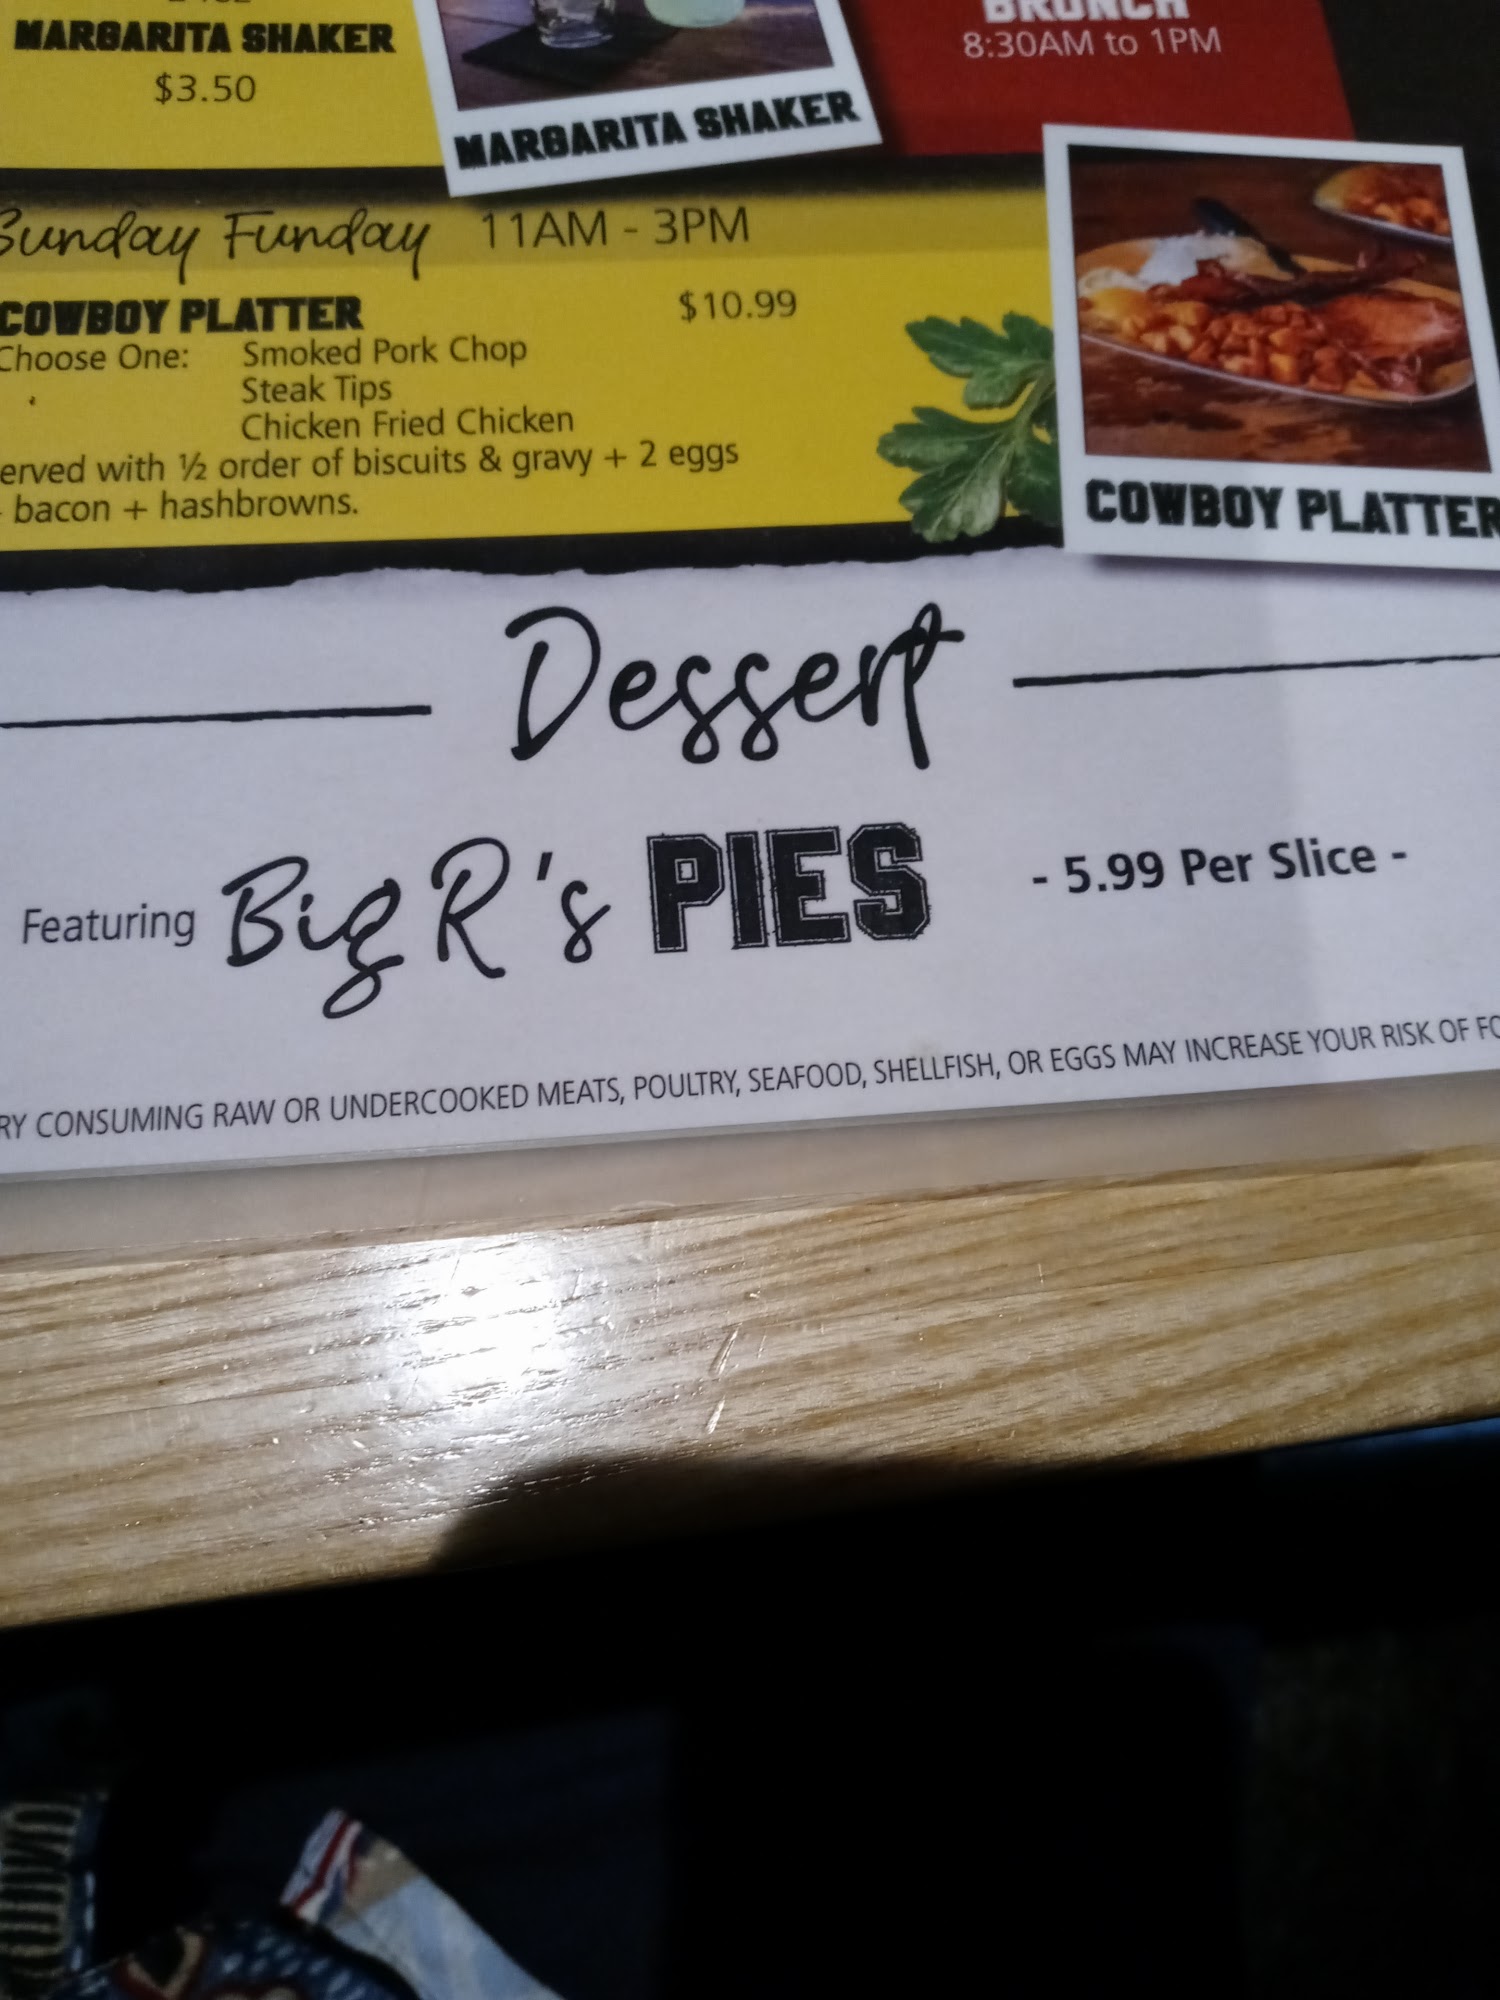 MARGARITA SHAKER
$3.50
MARGARITA SHAKER
BRUNCH
8:30AM to 1PM
Sunday Funday 11AM - 3PM
COWBOY PLATTER $10.99
Choose One: Smoked Pork Chop
Steak Tips
Chicken Fried Chicken
erved with ½ order of biscuits & gravy + 2 eggs
bacon + hashbrowns.
COWBOY PLATTER
Dessert
Featuring Big R's PIES - 5.99 Per Slice -
RY CONSUMING RAW OR UNDERCOOKED MEATS, POULTRY, SEAFOOD, SHELLFISH, OR EGGS MAY INCREASE YOUR RISK OF FO